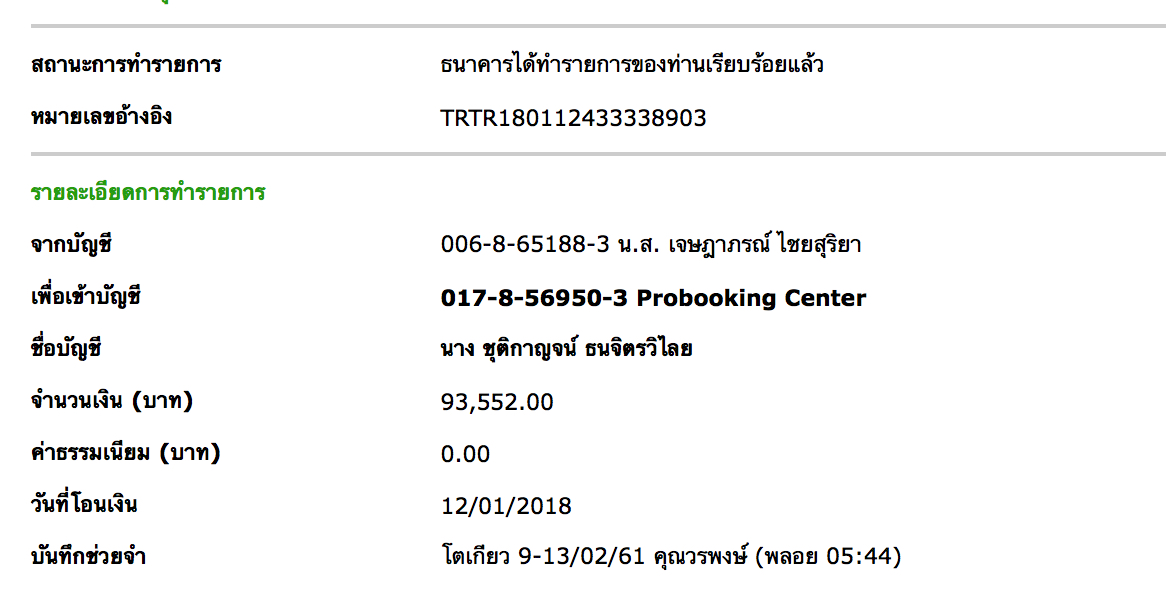 สถานะการทำรายการ ธนาคารได้ทำรายการของท่านเรียบร้อยแล้ว
หมายเลขอ้างอิง TRTR180112433338903
รายละเอียดการทำรายการ
จากบัญชี 006-8-65188-3 น.ส. เจษฎาภรณ์ ไชยสุริยา
เพื่อเข้าบัญชี 017-8-56950-3 Probooking Center
ชื่อบัญชี นาง ชุติกาญจน์ ธนจิตรวิไลย
จำนวนเงิน (บาท) 93,552.00
ค่าธรรมเนียม (บาท) 0.00
วันที่โอนเงิน 12/01/2018
บันทึกช่วยจำ โตเกียว 9-13/02/61 คุณวรพงษ์ (พลอย 05:44)